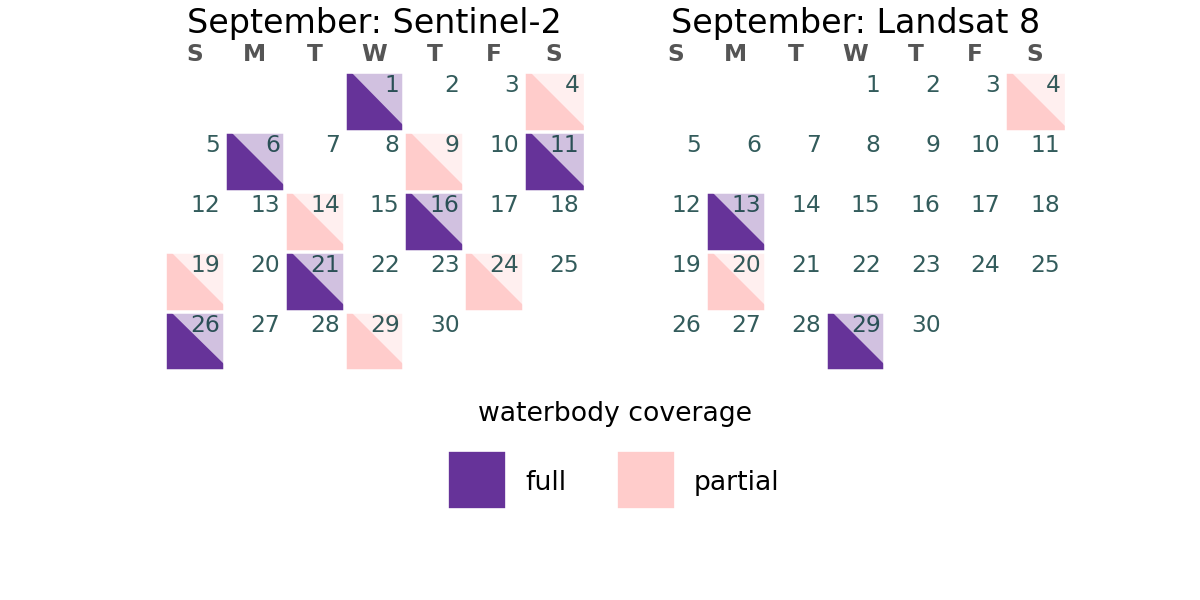 September: Sentinel-2
S M T W T F S
1 2 3 4
5 6 7 8 9 10 11
12 13 14 15 16 17 18
19 20 21 22 23 24 25
26 27 28 29 30
September: Landsat 8
S M T W T F S
1 2 3 4
5 6 7 8 9 10 11
12 13 14 15 16 17 18
19 20 21 22 23 24 25
26 27 28 29 30
waterbody coverage
full partial